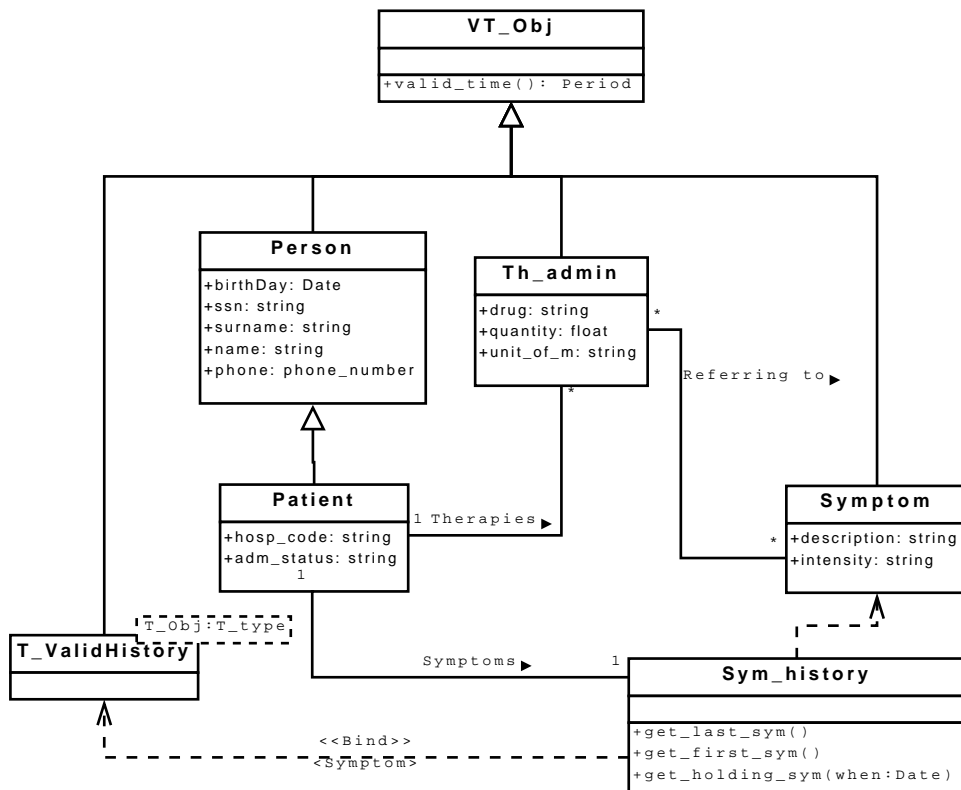 VT_Obj
+valid_time(): Period
Person
+birthDay: Date
+ssn: string
+surname: string
+name: string
+phone: phone_number
Th_admin
+drug: string
+quantity: float
+unit_of_m: string
*
*
Referring to
Patient
+hosp_code: string
+adm_status: string
1
1 Therapies
Symptom
+description: string
+intensity: string
*
T_Obj:T_type
T_ValidHistory
Symptoms
1
Sym_history
+get_last_sym()
+get_first_sym()
+get_holding_sym(when:Date)
<<Bind>>
<Symptom>